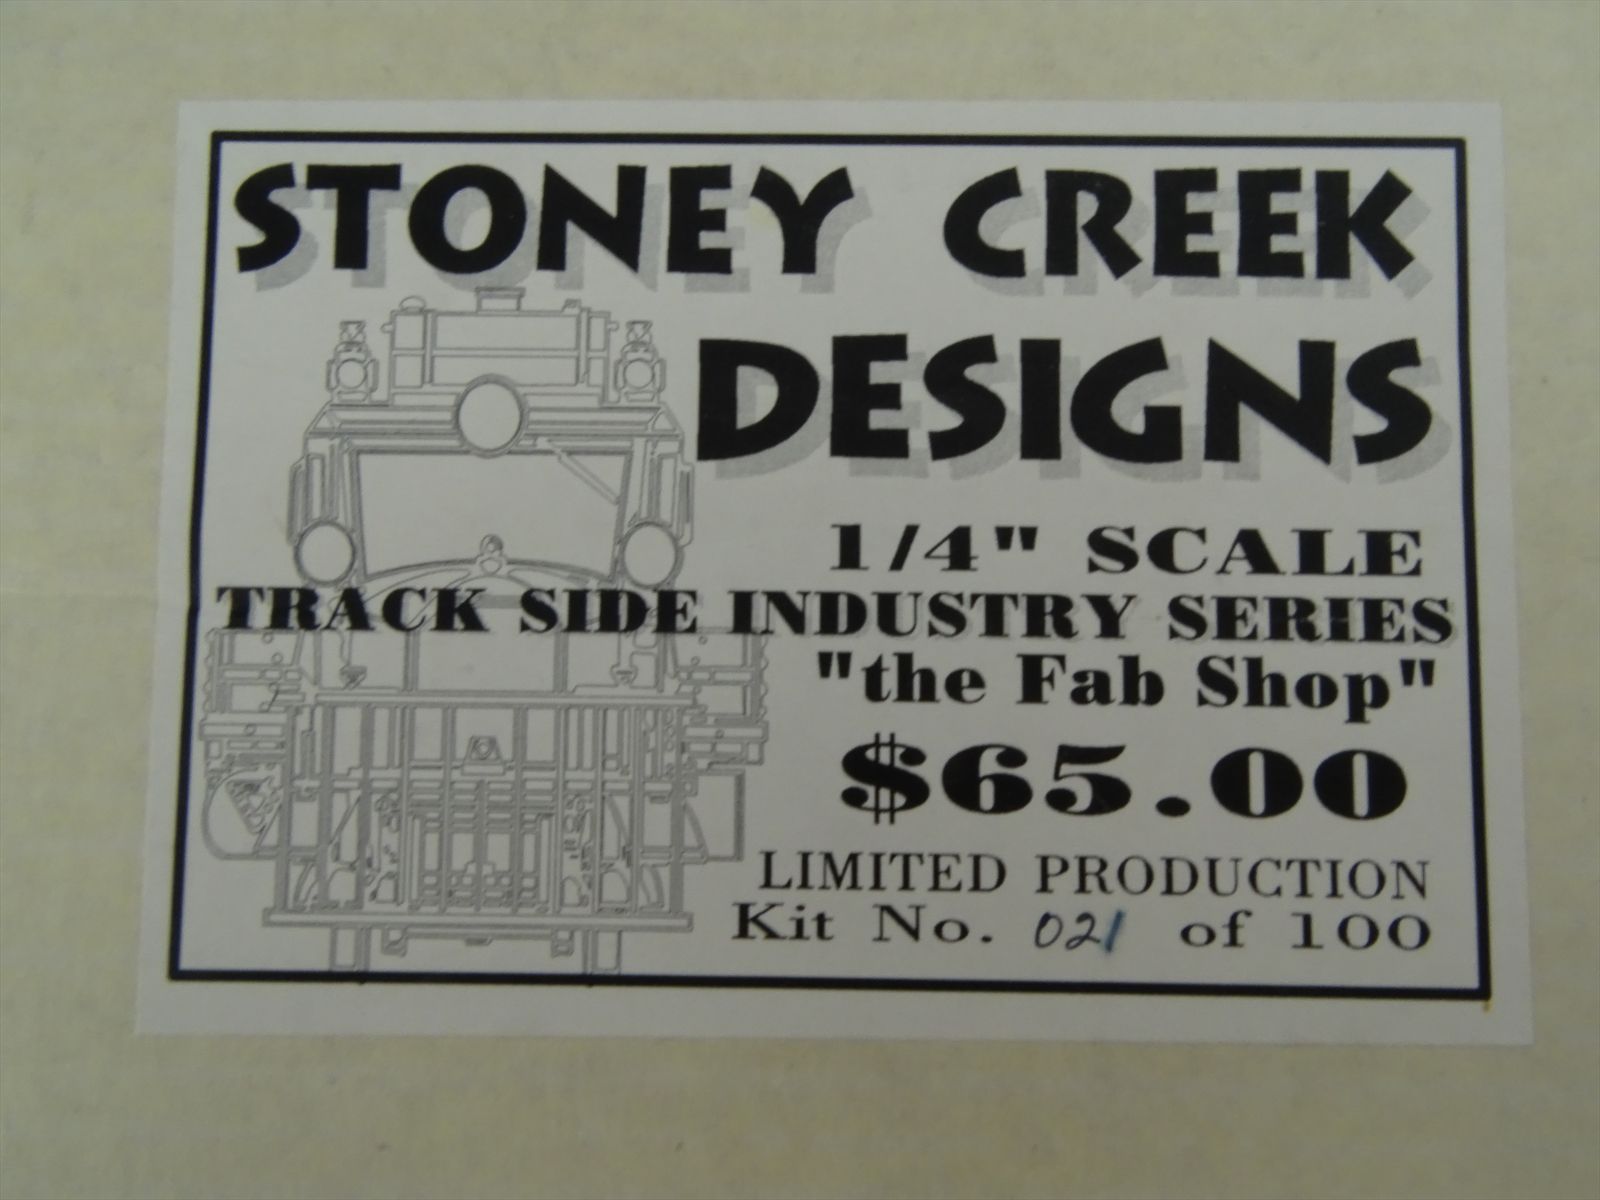 STONEY CREEK
DESIGNS
1/4" SCALE
TRACK SIDE INDUSTRY SERIES
"the Fab Shop"
$65.00
LIMITED PRODUCTION
Kit No. 021 of 100